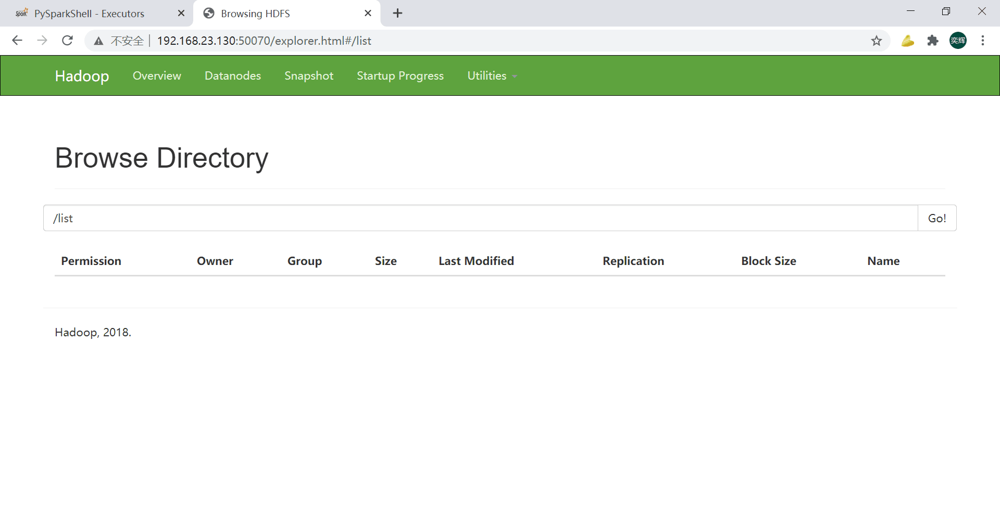 Spark PySparkShell - Executors Browsing HDFS
不安全 192.168.23.130:50070/explorer.html#/list 奕辉
Hadoop Overview Datanodes Snapshot Startup Progress Utilities
Browse Directory
/list Go!
Permission Owner Group Size Last Modified Replication Block Size Name
Hadoop, 2018.